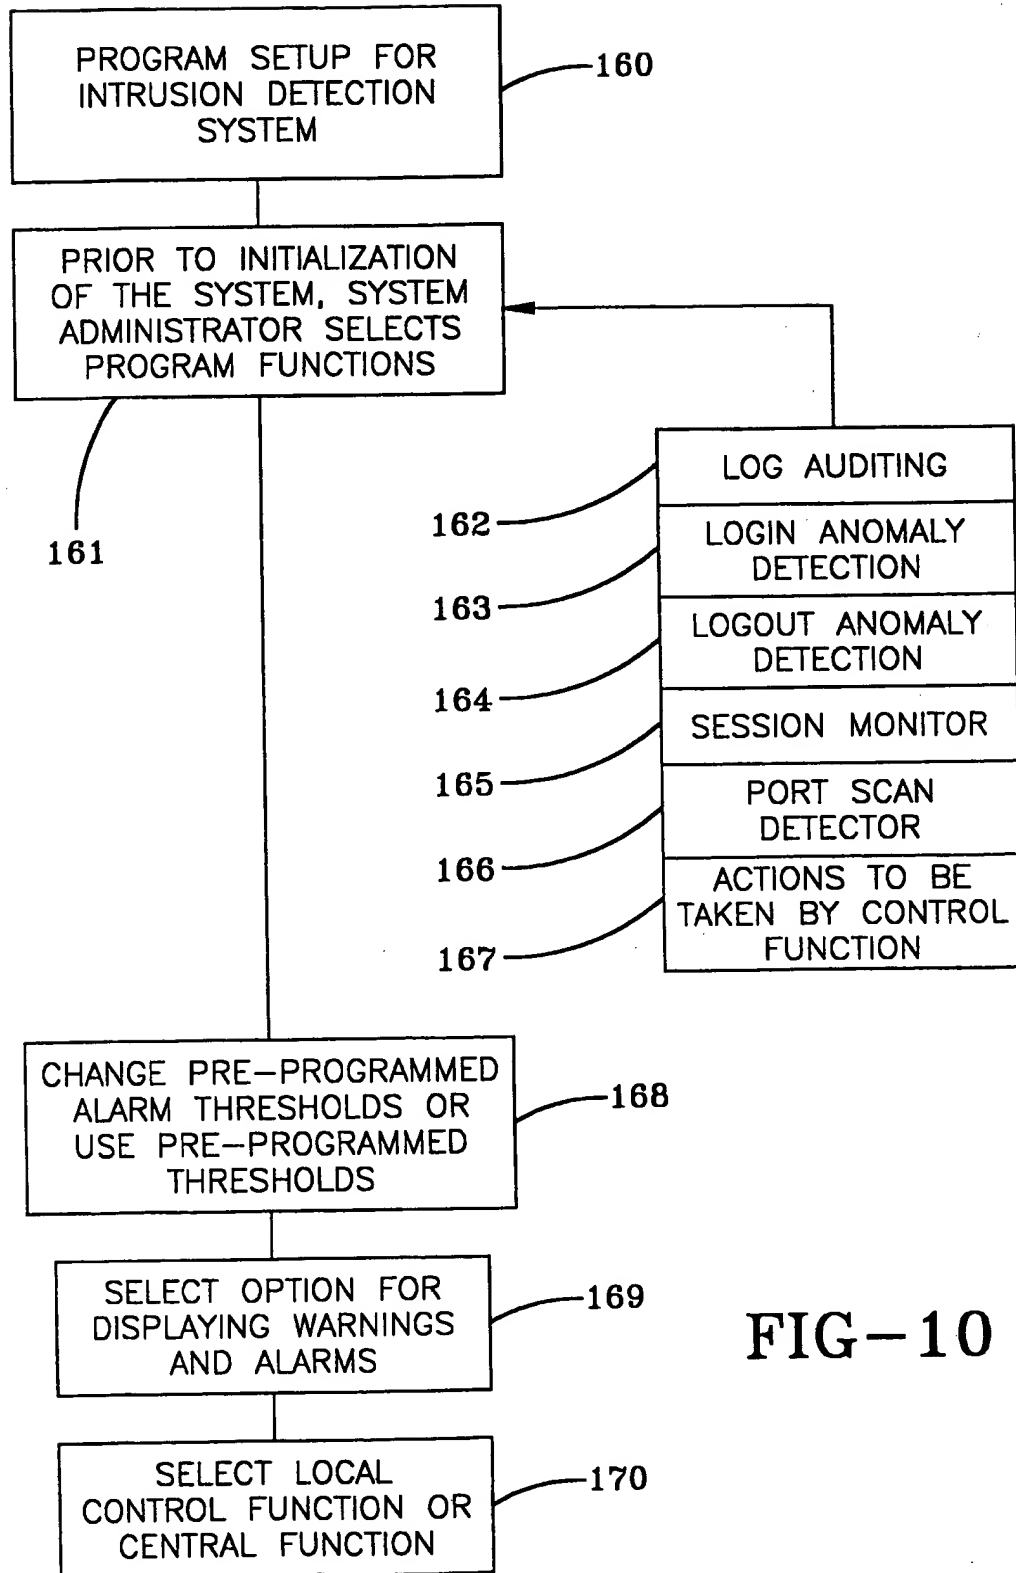 PROGRAM SETUP FOR
INTRUSION DETECTION
SYSTEM
160
PRIOR TO INITIALIZATION
OF THE SYSTEM, SYSTEM
ADMINISTRATOR SELECTS
PROGRAM FUNCTIONS
161
LOG AUDITING
162
LOGIN ANOMALY
DETECTION
163
LOGOUT ANOMALY
DETECTION
164
SESSION MONITOR
165
PORT SCAN
DETECTOR
166
ACTIONS TO BE
TAKEN BY CONTROL
FUNCTION
167
CHANGE PRE-PROGRAMMED
ALARM THRESHOLDS OR
USE PRE-PROGRAMMED
THRESHOLDS
168
SELECT OPTION FOR
DISPLAYING WARNINGS
AND ALARMS
169
FIG-10
SELECT LOCAL
CONTROL FUNCTION OR
CENTRAL FUNCTION
170